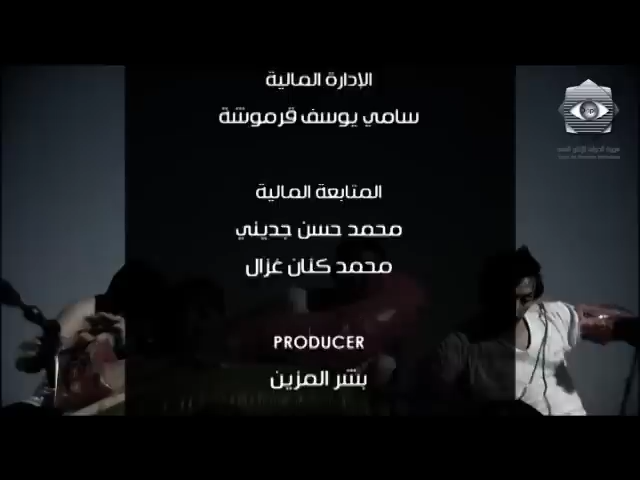 الإدارة المالية
سامي يوسف قرموشة
المتابعة المالية
محمد حسن جديني
محمد كنان غزال
PRODUCER
بشر المزين